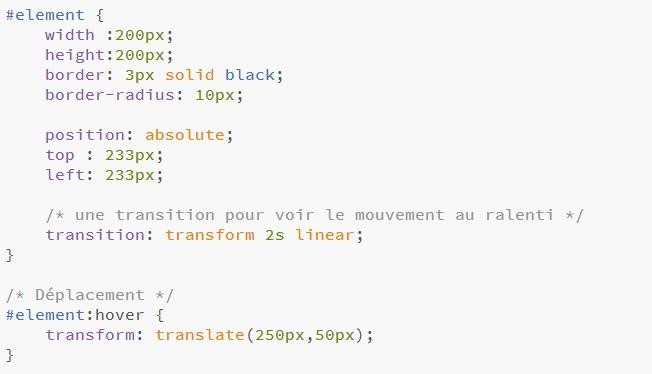 #element {
    width :200px;
    height:200px;
    border: 3px solid black;
    border-radius: 10px;

    position: absolute;
    top : 233px;
    left: 233px;

    /* une transition pour voir le mouvement au ralenti */
    transition: transform 2s linear;
}

/* Déplacement */
#element:hover {
    transform: translate(250px,50px);
}